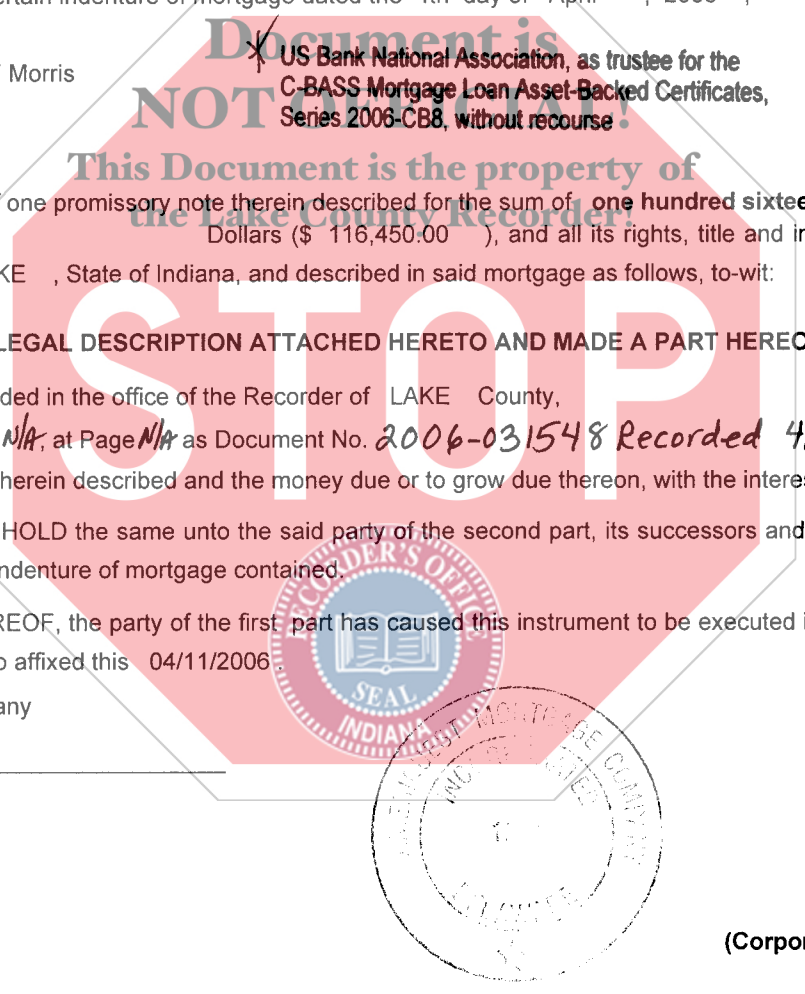 ertain indenture of mortgage dated the 4th day of April , 2006 ,
Document is
US Bank National Association, as trustee for the
Morris
C-BASS Mortgage Loan Asset-Backed Certificates,
NOT OFFICIAL!
Series 2006-CB8, without recourse
This Document is the property of
one promissory note therein described for the sum of one hundred sixtee
the Lake County Recorder!
Dollars ($ 116,450.00 ), and all its rights, title and in
KE , State of Indiana, and described in said mortgage as follows, to-wit:
STOP
LEGAL DESCRIPTION ATTACHED HERETO AND MADE A PART HEREO
ded in the office of the Recorder of LAKE County,
N/A, at Page N/A as Document No. 2006-031548 Recorded 4/
herein described and the money due or to grow due thereon, with the interes
HOLD the same unto the said party of the second part, its successors and
ndenture of mortgage contained.
RECORDER'S OFFICE
REOF, the party of the first part has caused this instrument to be executed i
o affixed this 04/11/2006 .
SEAL
INDIANA
any
MORTGAGE COMPANY
INCORPORATED
(Corpor